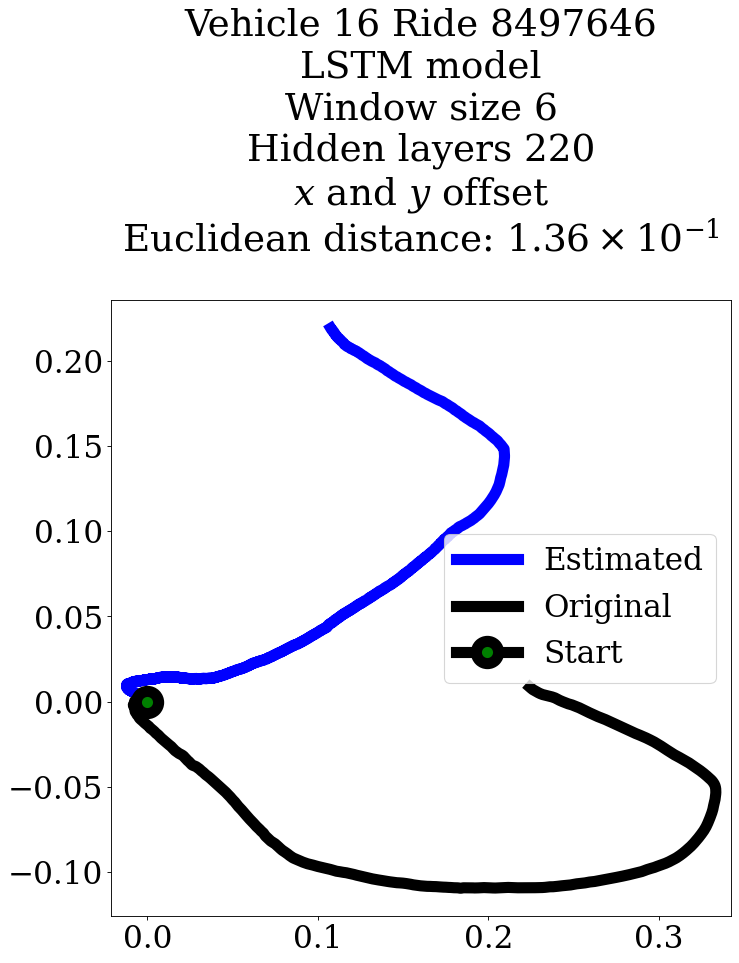 Vehicle 16 Ride 8497646
LSTM model
Window size 6
Hidden layers 220
x and y offset
Euclidean distance: 1.36 × 10⁻¹
0.20
0.15
0.10
0.05
0.00
−0.05
−0.10
Estimated
Original
Start
0.0 0.1 0.2 0.3